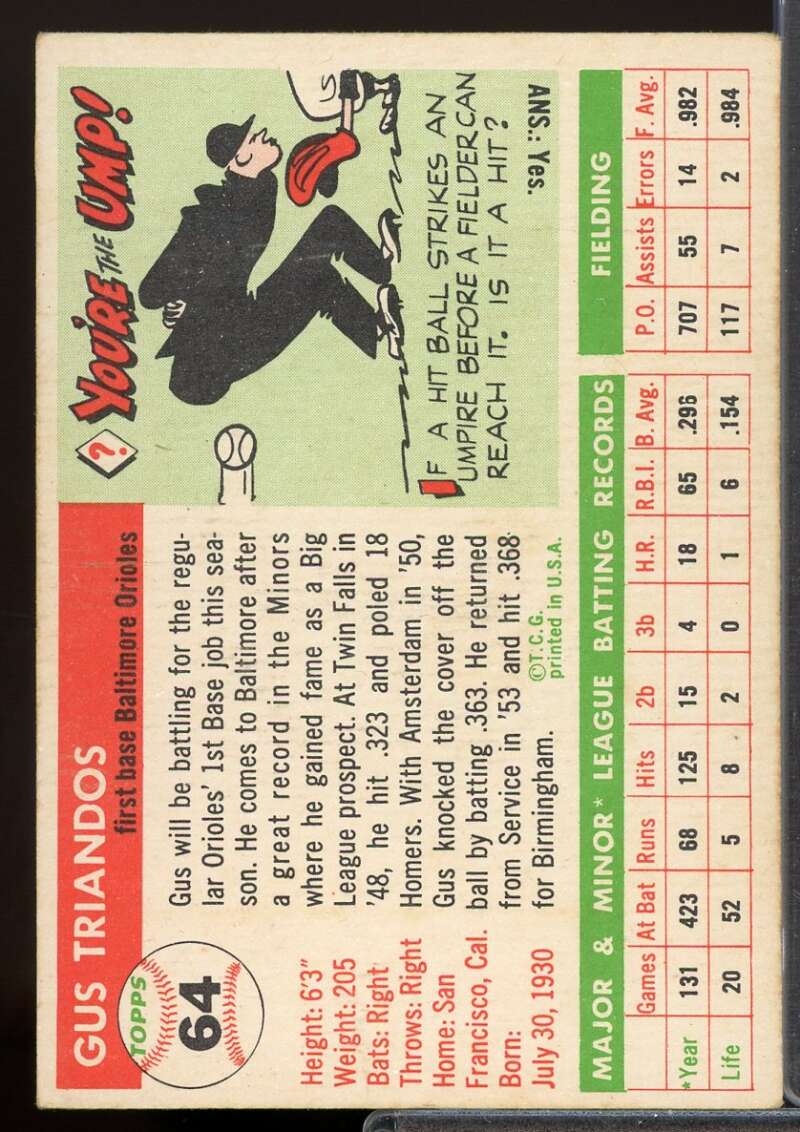 GUS TRIANDOS
first base Baltimore Orioles
TOPPS
64
Height: 6'3"
Weight: 205
Bats: Right
Throws: Right
Home: San
Francisco, Cal.
Born:
July 30, 1930
Gus will be battling for the regu-
lar Orioles' 1st Base job this sea-
son. He comes to Baltimore after
a great record in the Minors
where he gained fame as a Big
League prospect. At Twin Falls in
'48, he hit .323 and poled 18
Homers. With Amsterdam in '50,
Gus knocked the cover off the
ball by batting .363. He returned
from Service in '53 and hit .368
for Birmingham.
©T.C.G.
printed in U.S.A.
? YOU'RE THE UMP!
IF A HIT BALL STRIKES AN
UMPIRE BEFORE A FIELDER CAN
REACH IT. IS IT A HIT?
ANS.: Yes.
MAJOR & MINOR* LEAGUE BATTING RECORDS FIELDING
Games At Bat Runs Hits 2b 3b H.R. R.B.I. B. Avg. P.O. Assists Errors F. Avg.
*Year 131 423 68 125 15 4 18 65 .296 707 55 14 .982
Life 20 52 5 8 2 0 1 6 .154 117 7 2 .984